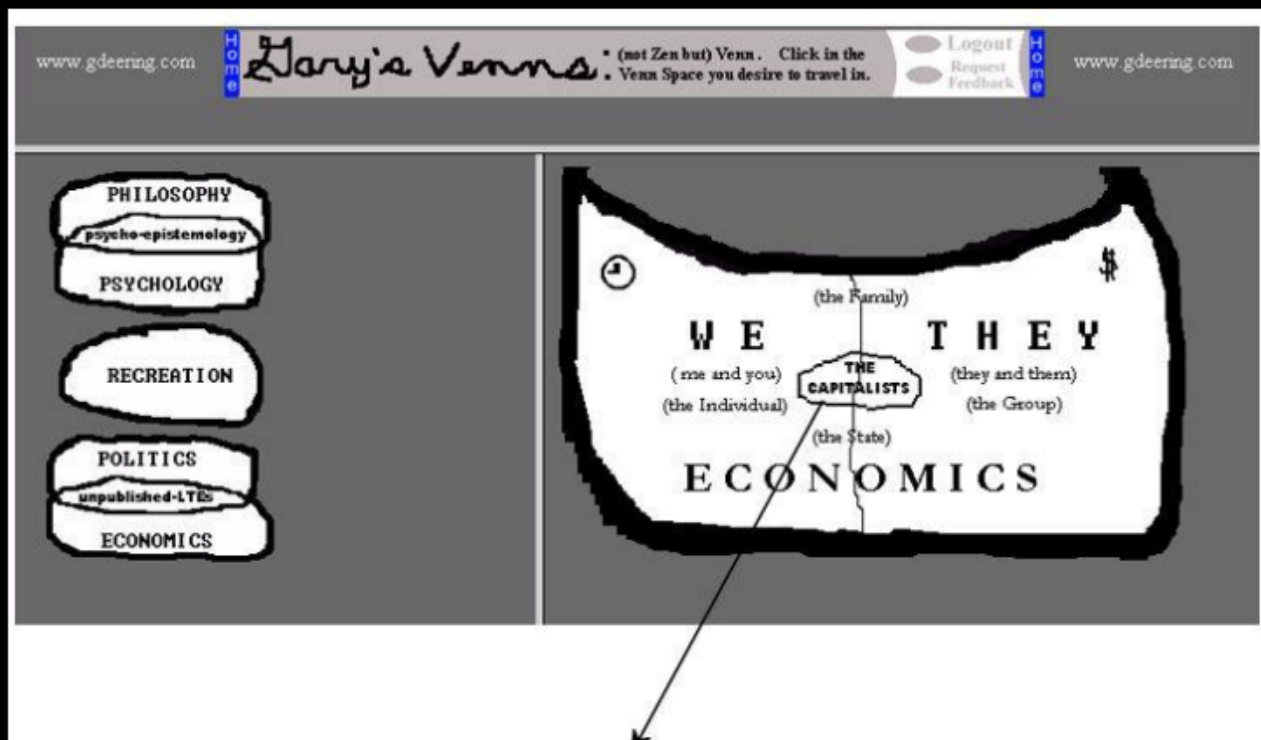 www.gdeering.com
Home
Gary's Venns:
(not Zen but) Venn. Click in the
Venn Space you desire to travel in.
Logout
Request
Feedback
Home
www.gdeering.com
PHILOSOPHY
psycho-epistemology
PSYCHOLOGY
RECREATION
POLITICS
unpublished-LTEs
ECONOMICS
$
(the Family)
WE THEY
(me and you) THE CAPITALISTS (they and them)
(the Individual) (the Group)
(the State)
ECONOMICS